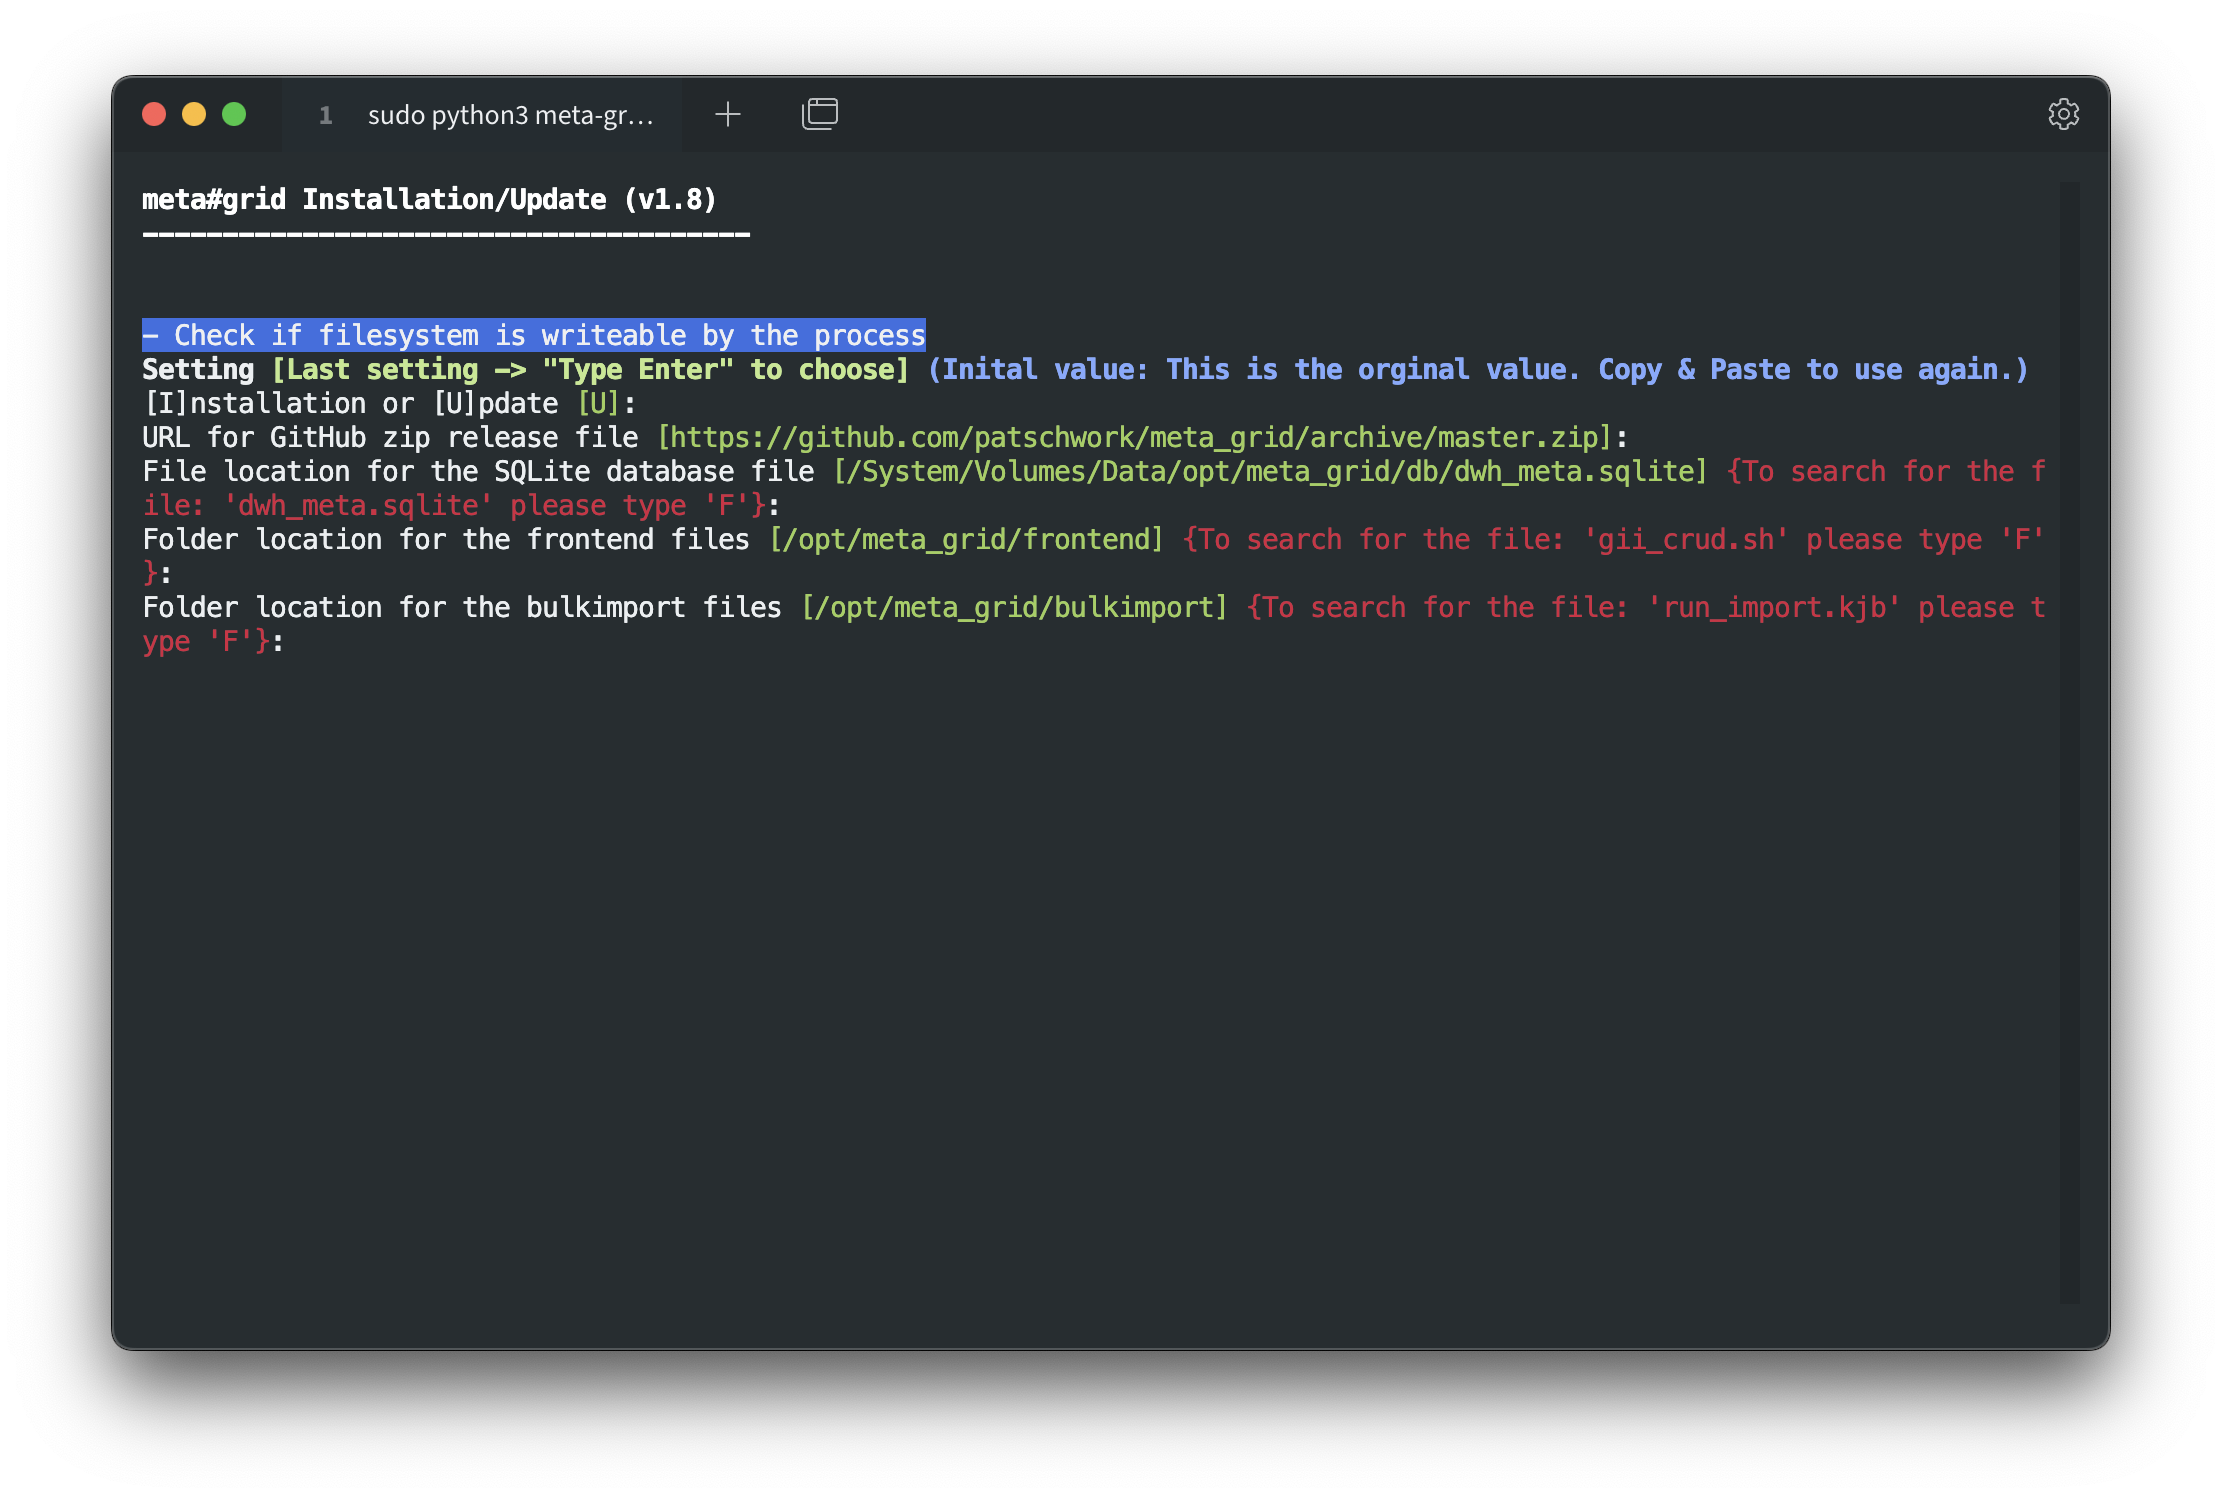 1 sudo python3 meta-gr...
meta#grid Installation/Update (v1.8)
--------------------------------------
- Check if filesystem is writeable by the process
Setting [Last setting -> "Type Enter" to choose] (Inital value: This is the orginal value. Copy & Paste to use again.)
[I]nstallation or [U]pdate [U]:
URL for GitHub zip release file [https://github.com/patschwork/meta_grid/archive/master.zip]:
File location for the SQLite database file [/System/Volumes/Data/opt/meta_grid/db/dwh_meta.sqlite] {To search for the f
ile: 'dwh_meta.sqlite' please type 'F'}:
Folder location for the frontend files [/opt/meta_grid/frontend] {To search for the file: 'gii_crud.sh' please type 'F'
}:
Folder location for the bulkimport files [/opt/meta_grid/bulkimport] {To search for the file: 'run_import.kjb' please t
ype 'F'}: